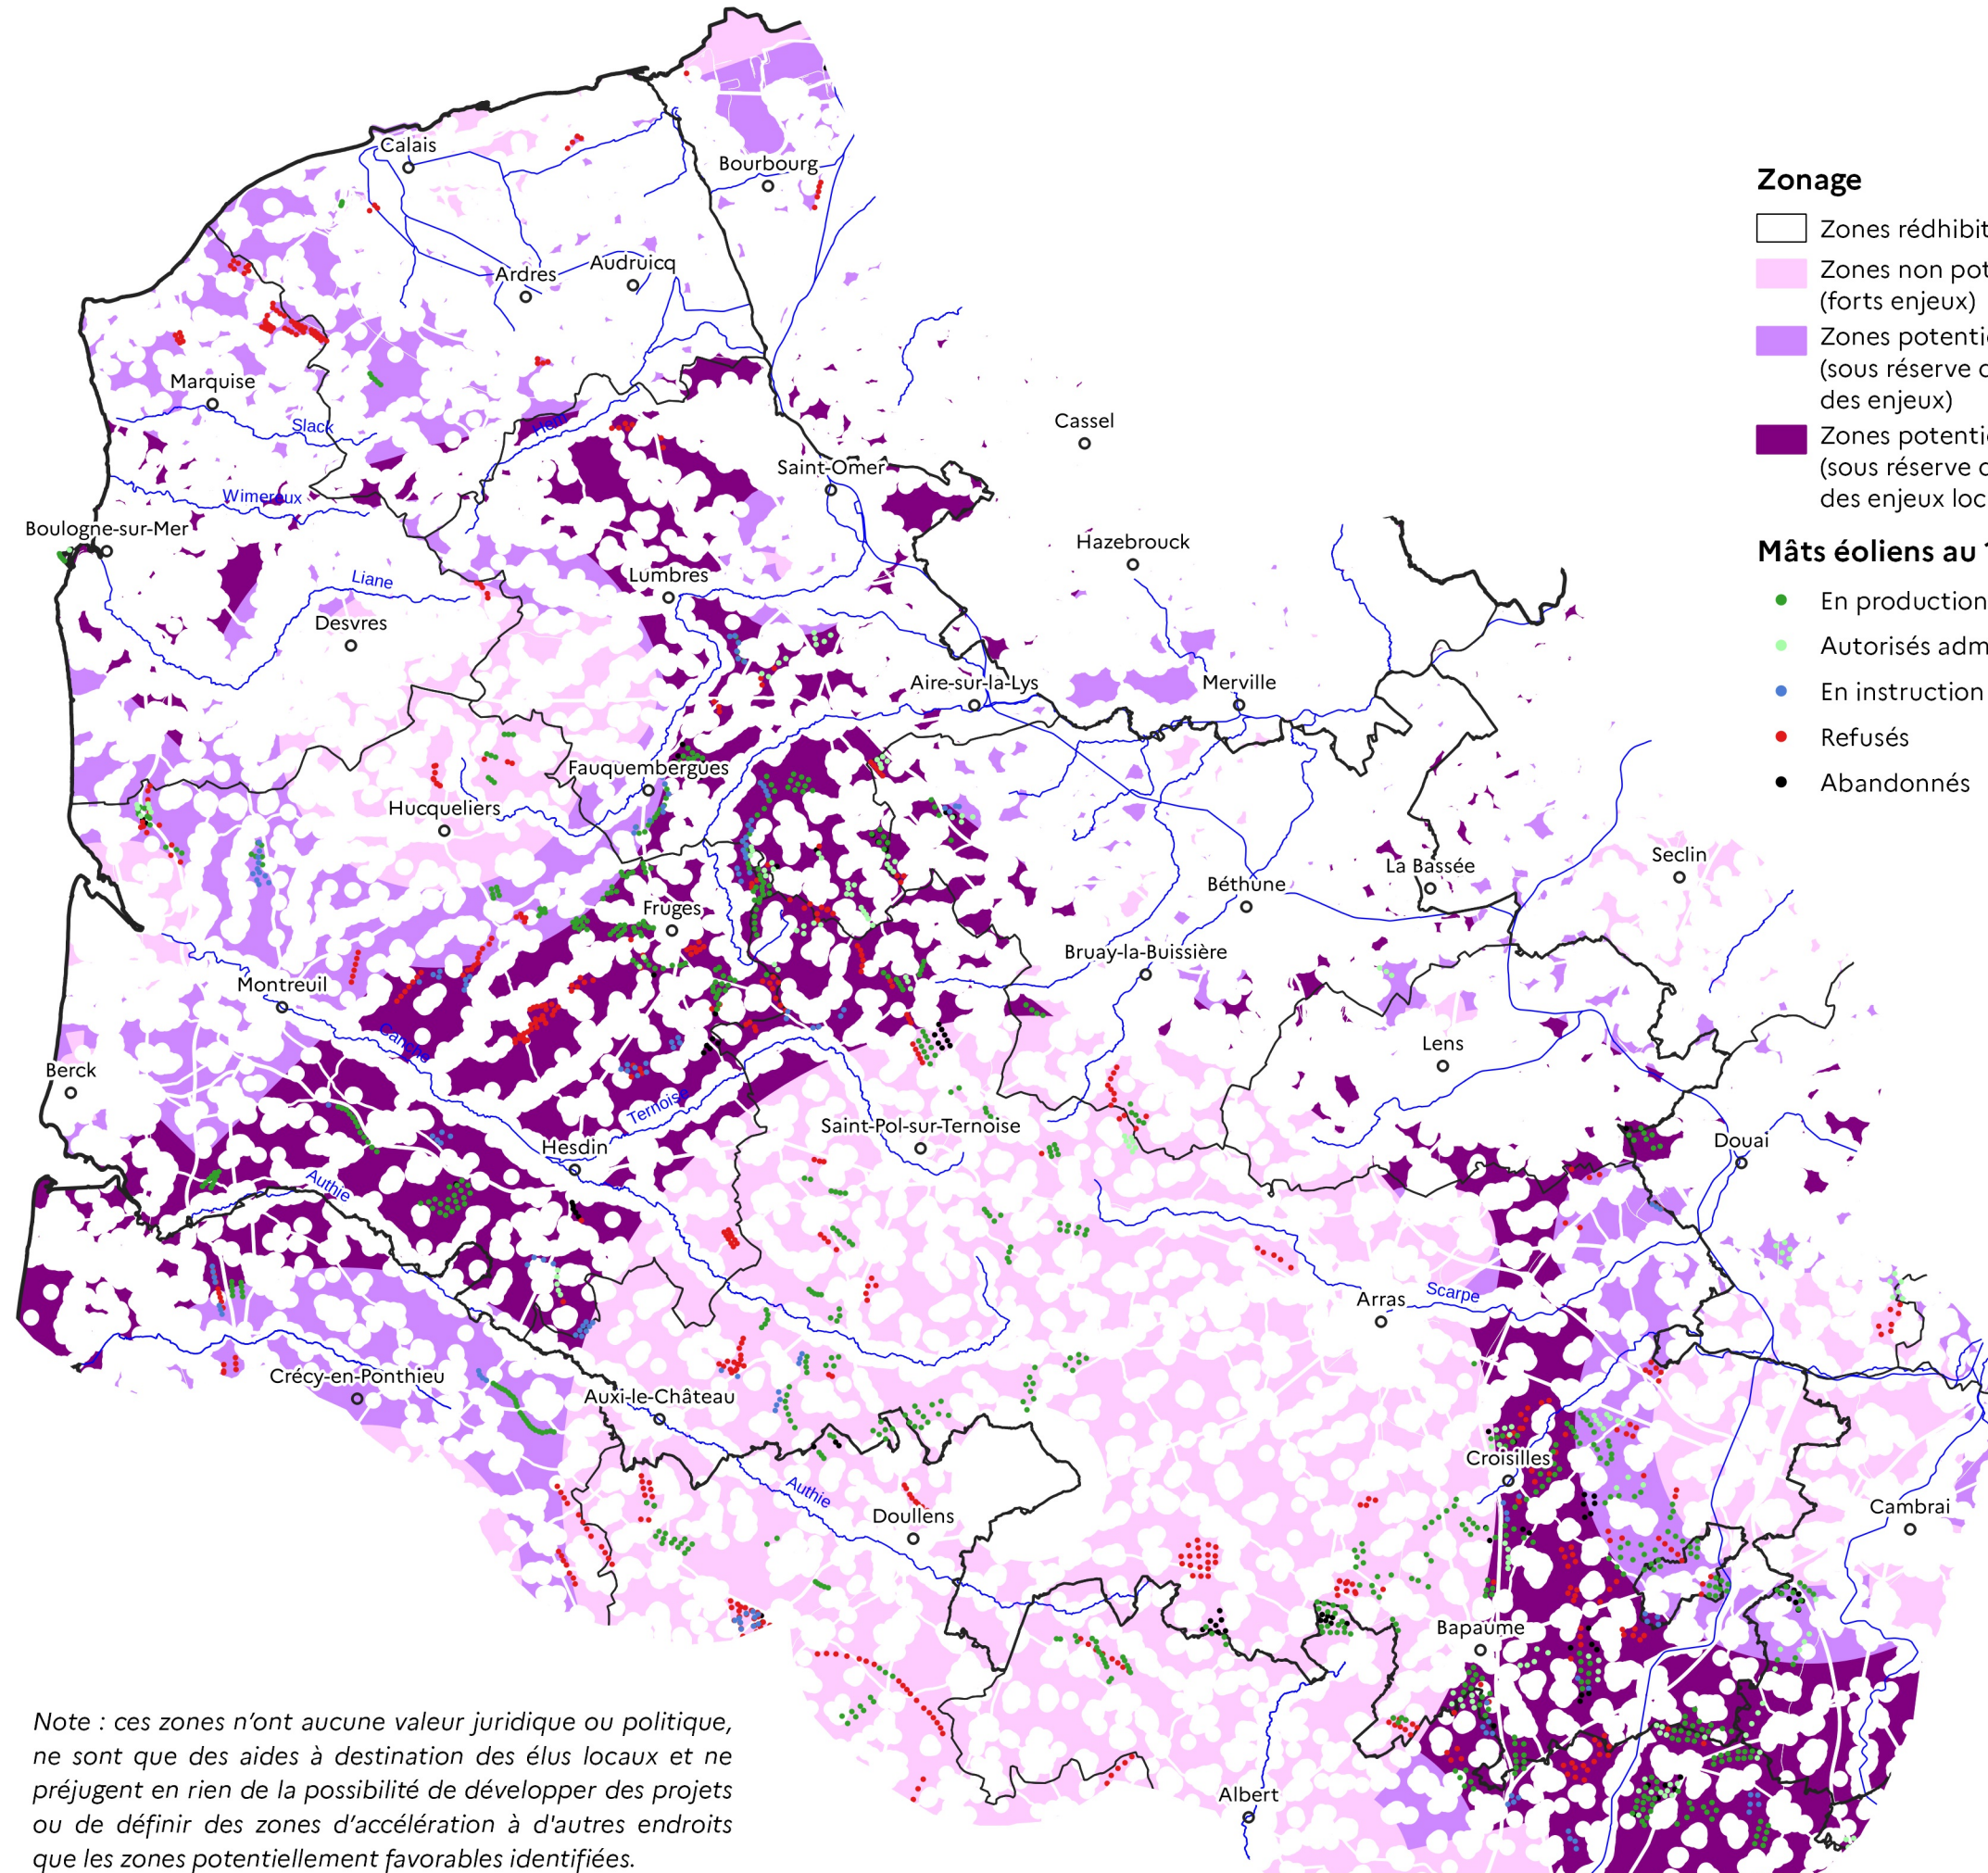 Calais
Bourbourg
Ardres
Audruicq
Marquise
Slack
Hem
Cassel
Saint-Omer
Wimereux
Boulogne-sur-Mer
Hazebrouck
Lumbres
Liane
Desvres
Aire-sur-la-Lys
Merville
Fauquembergues
Hucqueliers
Seclin
La Bassée
Béthune
Fruges
Bruay-la-Buissière
Montreuil
Canche
Lens
Berck
Ternoise
Saint-Pol-sur-Ternoise
Douai
Hesdin
Authie
Scarpe
Arras
Crécy-en-Ponthieu
Auxi-le-Château
Croisilles
Authie
Doullens
Cambrai
Bapaume
Albert
Zonage
Zones rédhibit
Zones non pot
(forts enjeux)
Zones potenti
(sous réserve
des enjeux)
Zones potenti
(sous réserve
des enjeux loc
Mâts éoliens au
En production
Autorisés adm
En instruction
Refusés
Abandonnés
Note : ces zones n’ont aucune valeur juridique ou politique,
ne sont que des aides à destination des élus locaux et ne
préjugent en rien de la possibilité de développer des projets
ou de définir des zones d’accélération à d'autres endroits
que les zones potentiellement favorables identifiées.